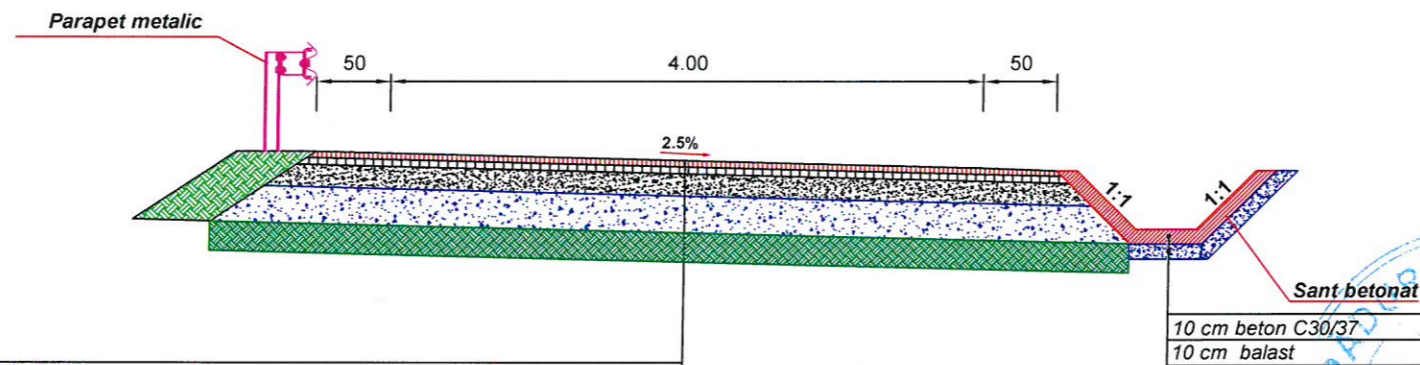 Parapet metalic
50
4.00
50
2.5%
1:1
1:1
Sant betonat
10 cm beton C30/37
10 cm balast